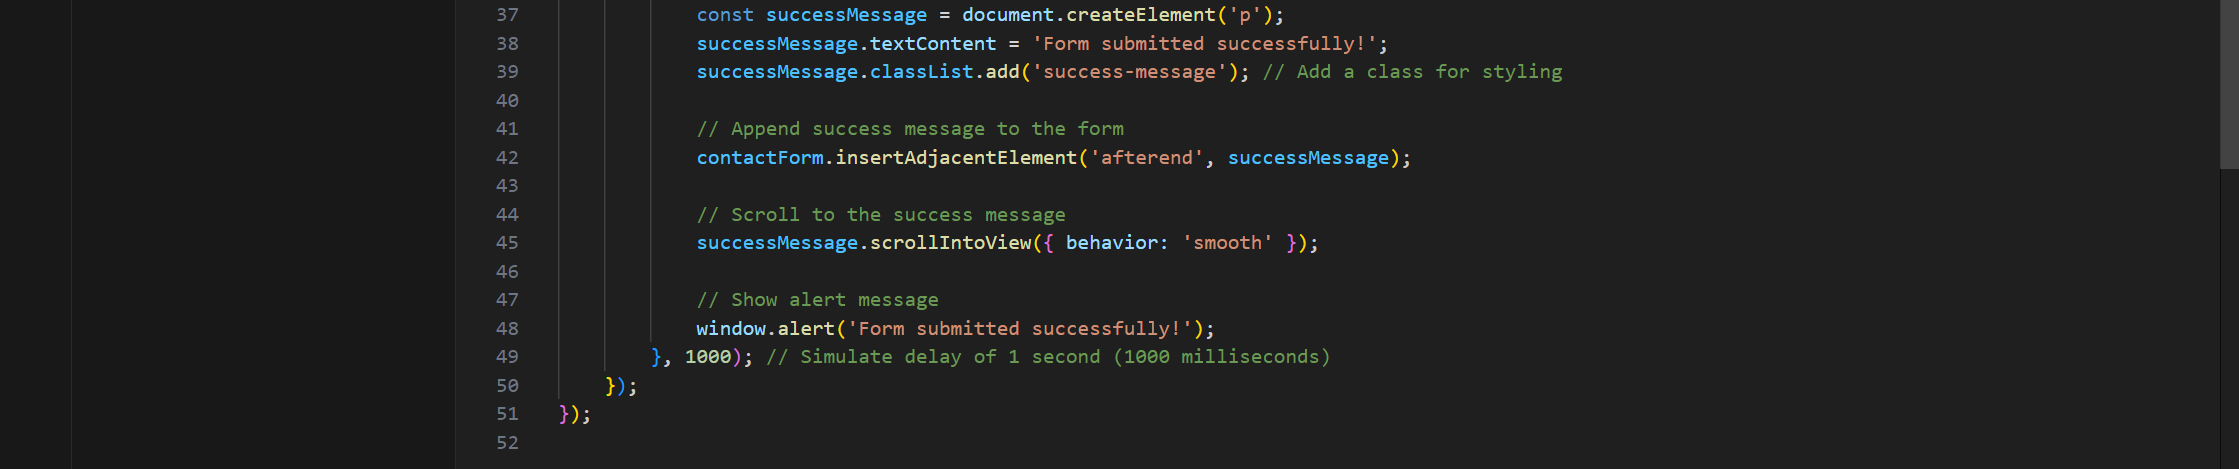 37 const successMessage = document.createElement('p');
38 successMessage.textContent = 'Form submitted successfully!';
39 successMessage.classList.add('success-message'); // Add a class for styling
40
41 // Append success message to the form
42 contactForm.insertAdjacentElement('afterend', successMessage);
43
44 // Scroll to the success message
45 successMessage.scrollIntoView({ behavior: 'smooth' });
46
47 // Show alert message
48 window.alert('Form submitted successfully!');
49 }, 1000); // Simulate delay of 1 second (1000 milliseconds)
50 });
51 });
52